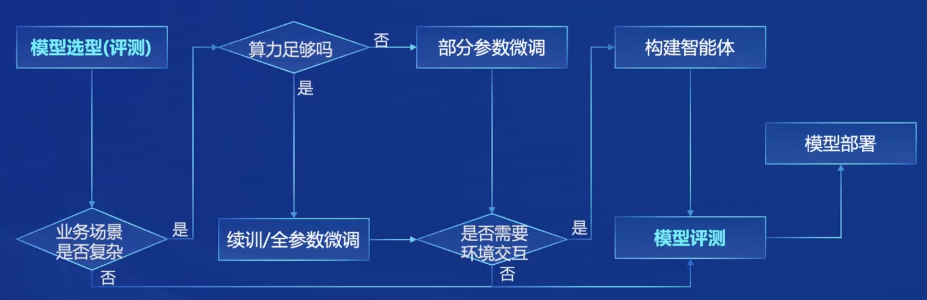 模型选型(评测)
业务场景
是否复杂
是
否
算力足够吗
否
是
续训/全参数微调
部分参数微调
是否需要
环境交互
是
否
构建智能体
模型评测
模型部署